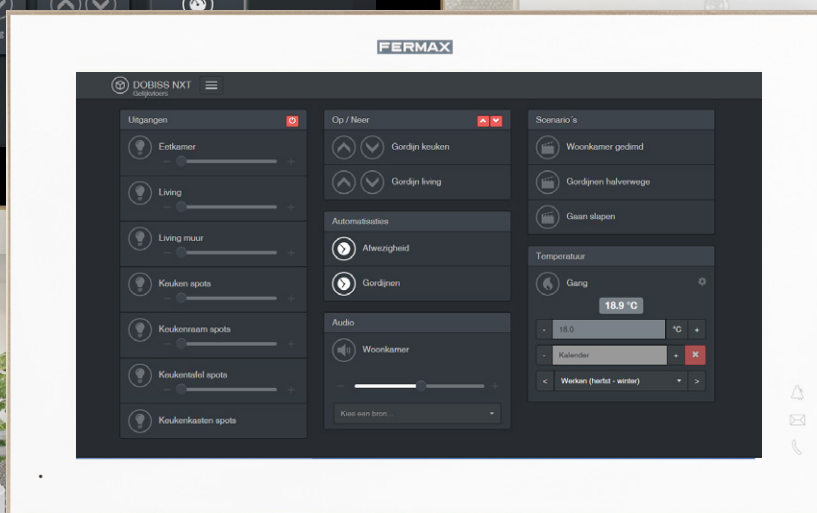 FERMAX
DOBISS NXT
Gelijkvloers
Uitgangen
Eetkamer
Living
Living muur
Keuken spots
Keukenraam spots
Keukentafel spots
Keukenkasten spots
Op / Neer
Gordijn keuken
Gordijn living
Automatisaties
Afwezigheid
Gordijnen
Audio
Woonkamer
Kies een bron...
Scenario´s
Woonkamer gedimd
Gordijnen halverwege
Gaan slapen
Temperatuur
Gang
18.9 °C
- 18.0 °C +
- Kalender + ×
< Werken (herfst - winter) >